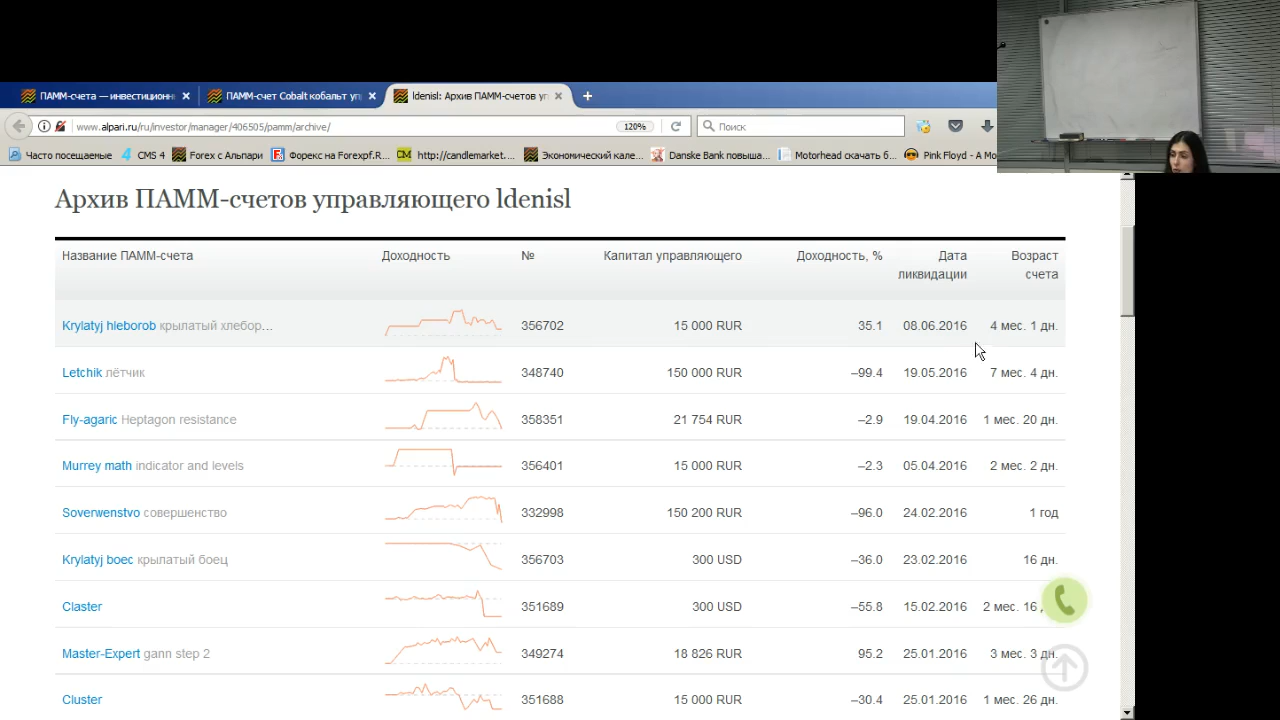 ПАММ-счета — инвестиционн
ПАММ-счет Cobalt кобальт уп
ldenisl: Архив ПАММ-счетов уп
www.alpari.ru/ru/investor/manager/406505/pamm/archive/
120%
Поиск
Часто посещаемые
CMS 4
Forex с Альпари
Форекс на Forexpf.R...
http://candlemarket....
Экономический кале...
Danske Bank повыша...
Motorhead скачать б...
Pink Floyd - A Mo
Архив ПАММ-счетов управляющего ldenisl
Название ПАММ-счета Доходность № Капитал управляющего Доходность, % Дата ликвидации Возраст счета
Krylatyj hleborob крылатый хлебор... 356702 15 000 RUR 35.1 08.06.2016 4 мес. 1 дн.
Letchik лётчик 348740 150 000 RUR –99.4 19.05.2016 7 мес. 4 дн.
Fly-agaric Heptagon resistance 358351 21 754 RUR –2.9 19.04.2016 1 мес. 20 дн.
Murrey math indicator and levels 356401 15 000 RUR –2.3 05.04.2016 2 мес. 2 дн.
Soverwenstvo совершенство 332998 150 200 RUR –96.0 24.02.2016 1 год
Krylatyj boec крылатый боец 356703 300 USD –36.0 23.02.2016 16 дн.
Claster 351689 300 USD –55.8 15.02.2016 2 мес. 16
Master-Expert gann step 2 349274 18 826 RUR 95.2 25.01.2016 3 мес. 3 дн.
Cluster 351688 15 000 RUR –30.4 25.01.2016 1 мес. 26 дн.